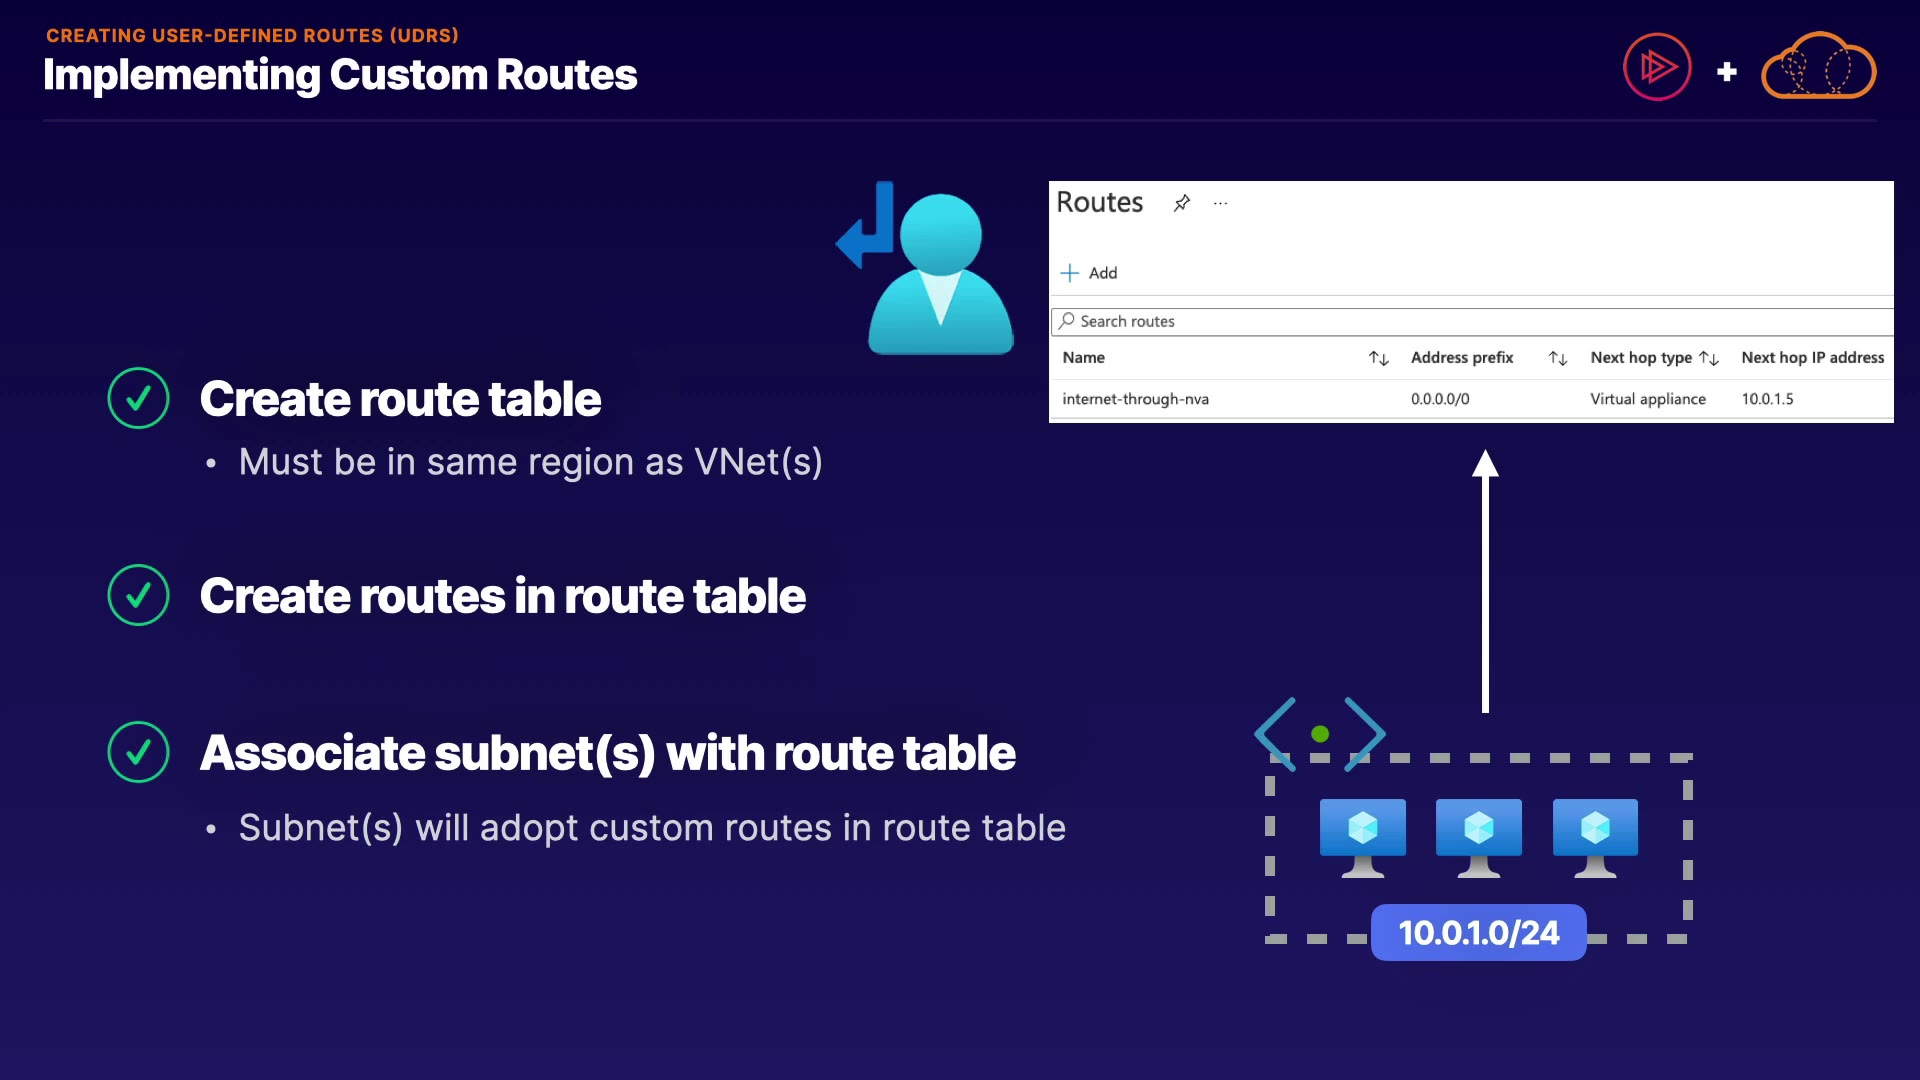 CREATING USER-DEFINED ROUTES (UDRS)
Implementing Custom Routes
Create route table
• Must be in same region as VNet(s)
Create routes in route table
Associate subnet(s) with route table
• Subnet(s) will adopt custom routes in route table
Routes ...
Add
Search routes
Name Address prefix Next hop type Next hop IP address
internet-through-nva 0.0.0.0/0 Virtual appliance 10.0.1.5
10.0.1.0/24